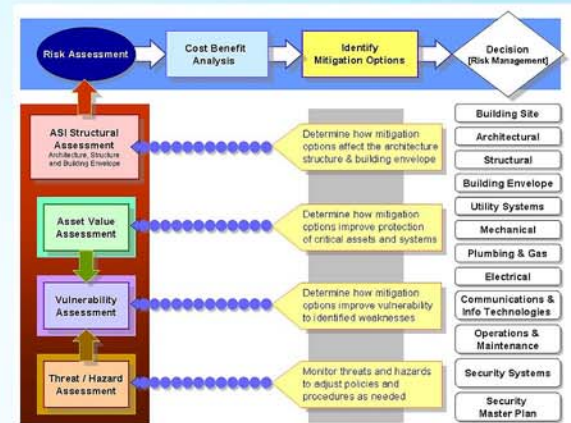 Risk Assessment
Cost Benefit
Analysis
Identify
Mitigation Options
Decision
[Risk Management]
ASI Structural
Assessment
Architecture, Structure
and Building Envelope
Determine how mitigation
options affect the architecture
structure & building envelope
Asset Value
Assessment
Determine how mitigation
options improve protection
of critical assets and systems
Vulnerability
Assessment
Determine how mitigation
options improve vulnerability
to identified weaknesses
Threat / Hazard
Assessment
Monitor threats and hazards
to adjust policies and
procedures as needed
Building Site
Architectural
Structural
Building Envelope
Utility Systems
Mechanical
Plumbing & Gas
Electrical
Communications &
Info Technologies
Operations &
Maintenance
Security Systems
Security
Master Plan